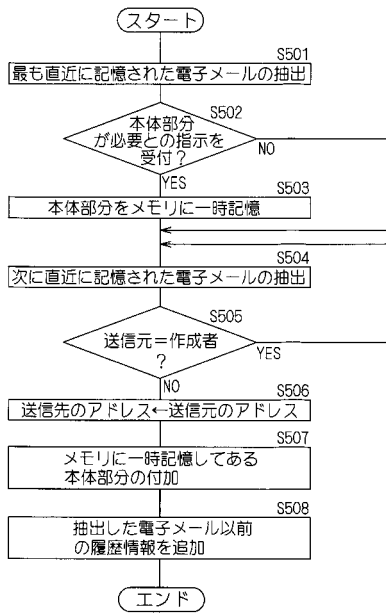 スタート
S501
最も直近に記憶された電子メールの抽出
S502
本体部分
が必要との指示を
受付?
NO
YES
S503
本体部分をメモリに一時記憶
S504
次に直近に記憶された電子メールの抽出
S505
送信元=作成者
?
YES
NO
S506
送信先のアドレス←送信元のアドレス
S507
メモリに一時記憶してある
本体部分の付加
S508
抽出した電子メール以前
の履歴情報を追加
エンド